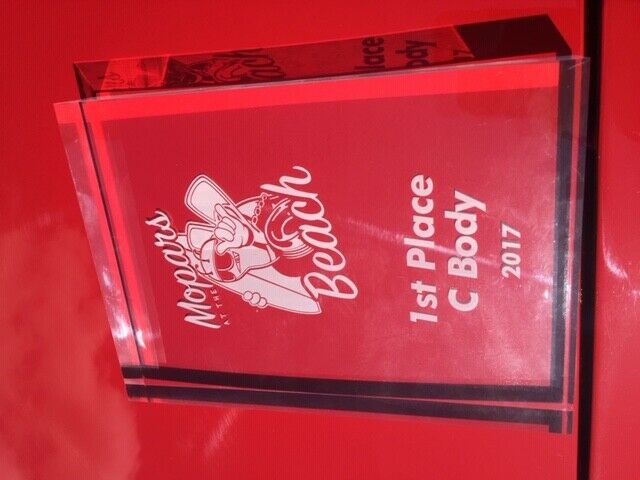 Mopars
AT THE
Beach
1st Place
C Body
2017